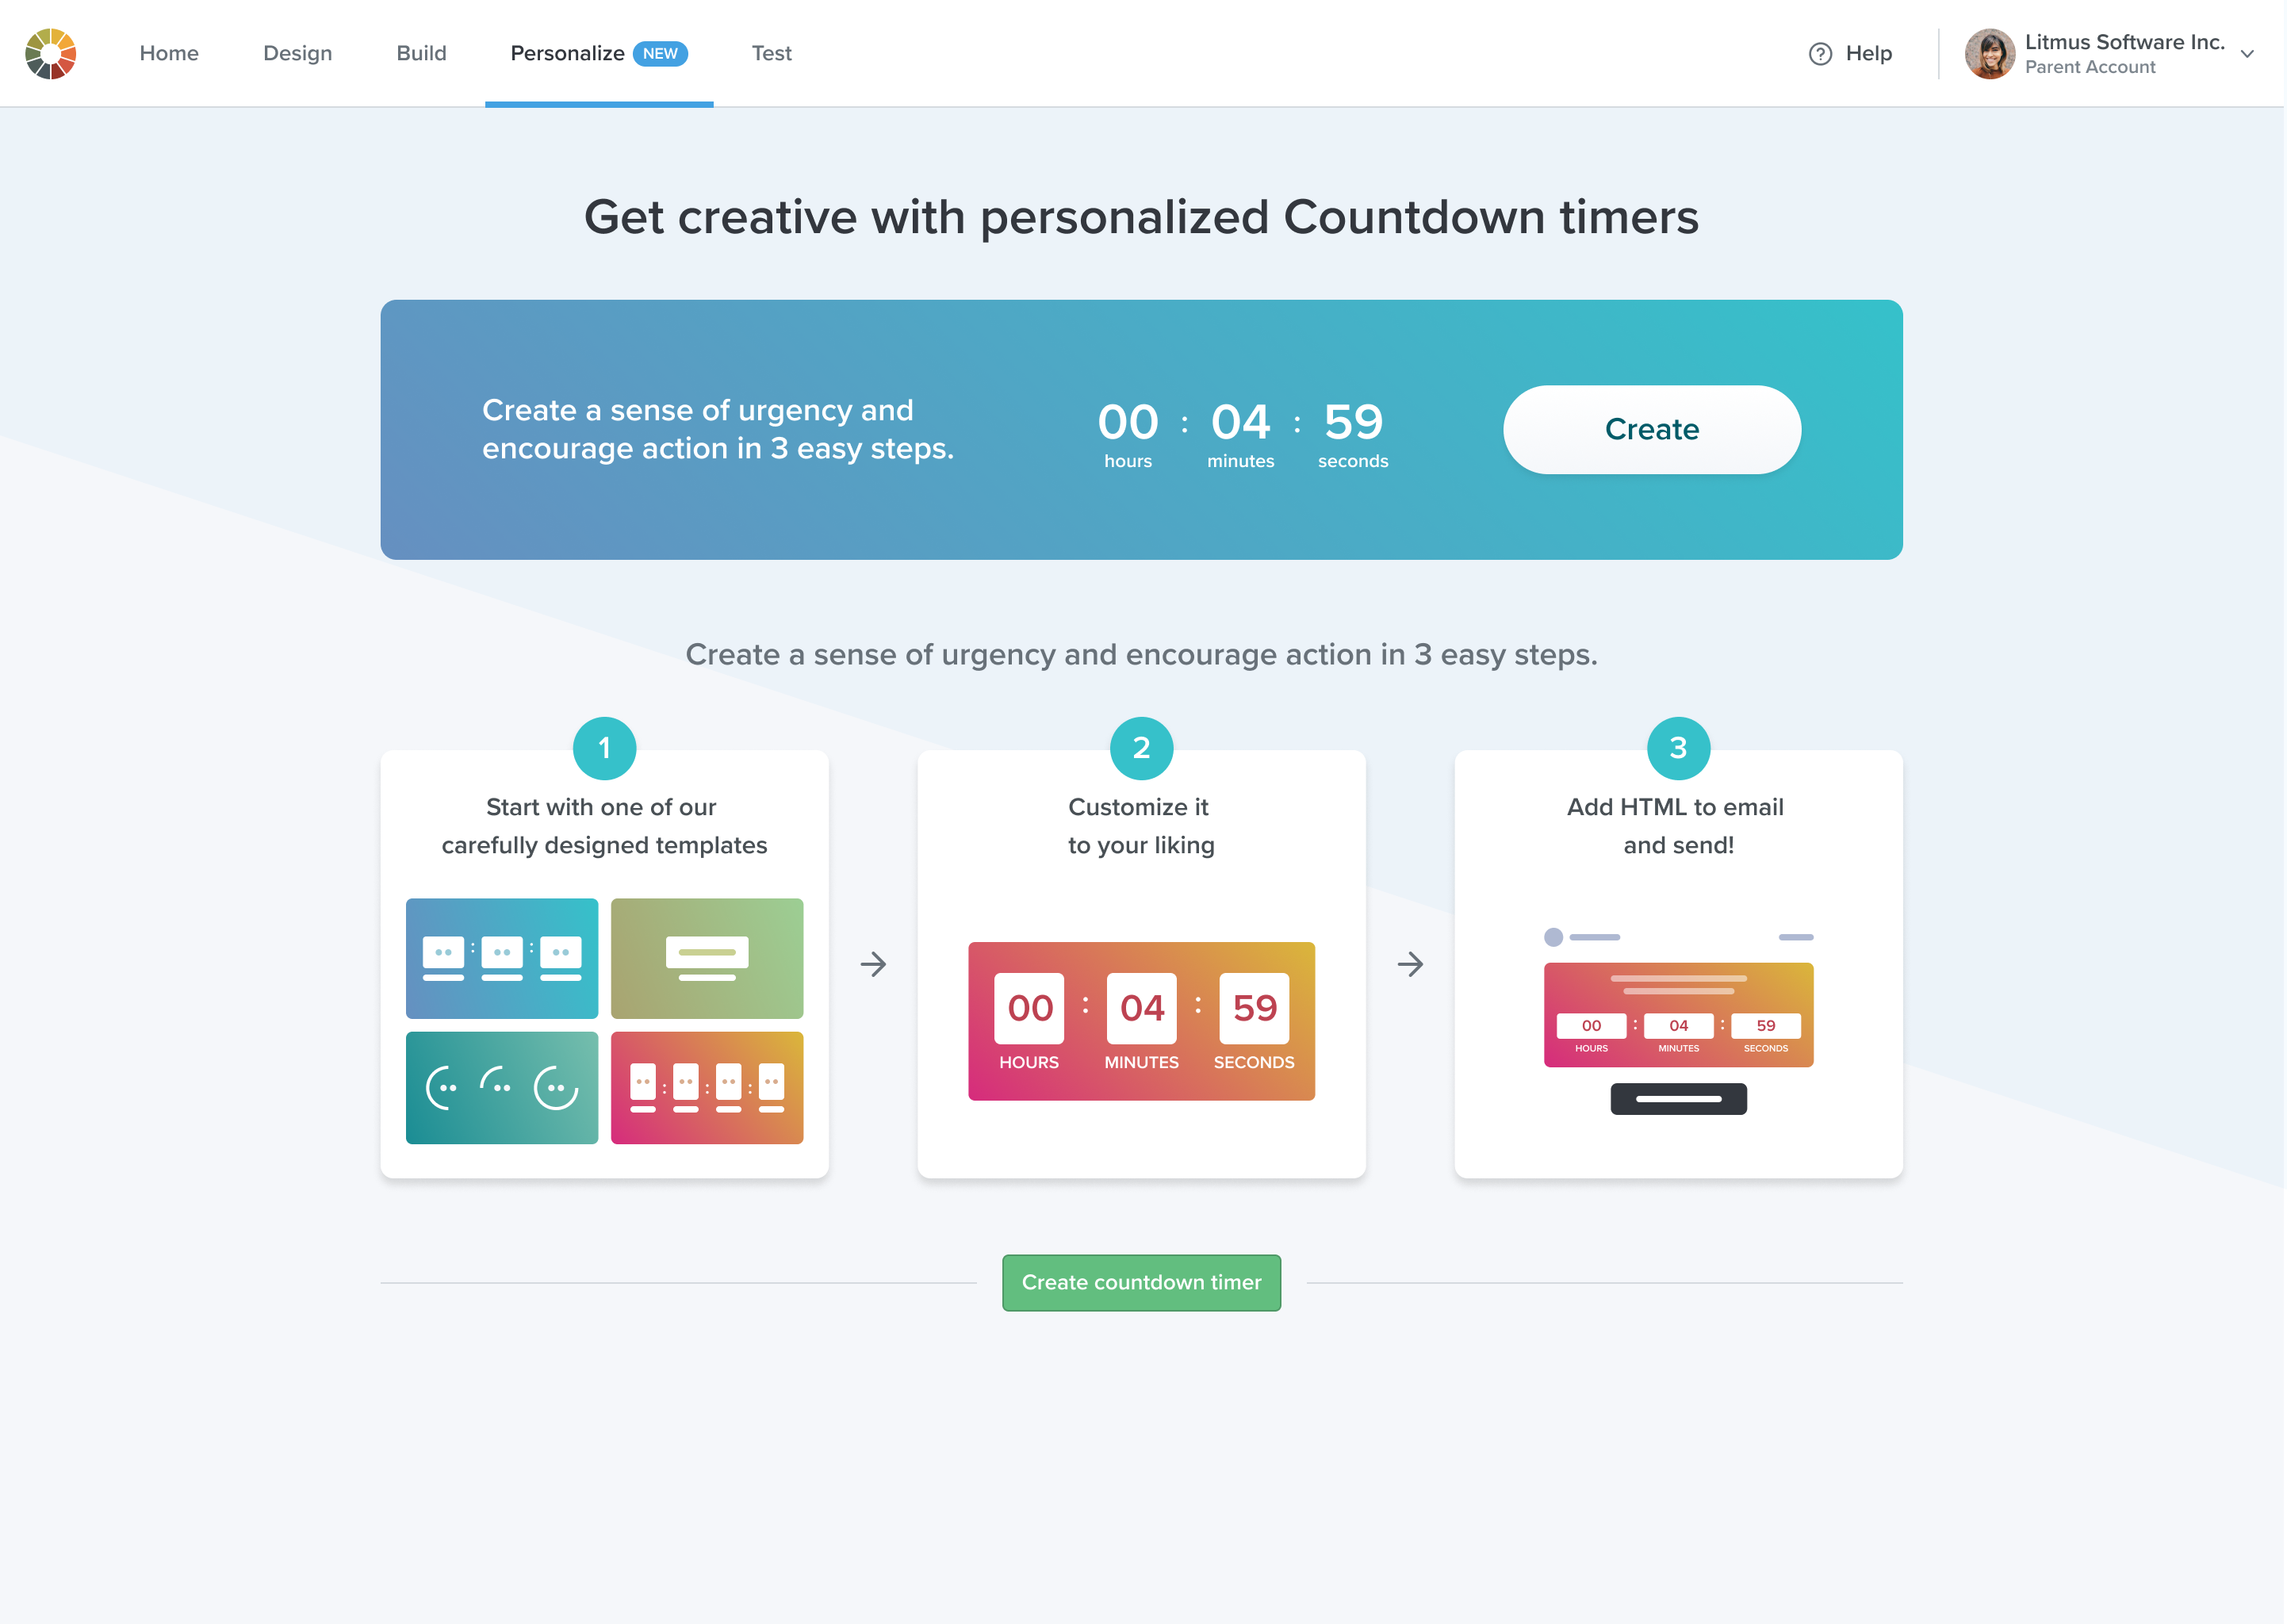 Home
Design
Build
Personalize NEW
Test
? Help
Litmus Software Inc.
Parent Account
Get creative with personalized Countdown timers
Create a sense of urgency and
encourage action in 3 easy steps.
00 : 04 : 59
hours minutes seconds
Create
Create a sense of urgency and encourage action in 3 easy steps.
1
Start with one of our
carefully designed templates
2
Customize it
to your liking
00 : 04 : 59
HOURS MINUTES SECONDS
3
Add HTML to email
and send!
00 : 04 : 59
HOURS MINUTES SECONDS
Create countdown timer